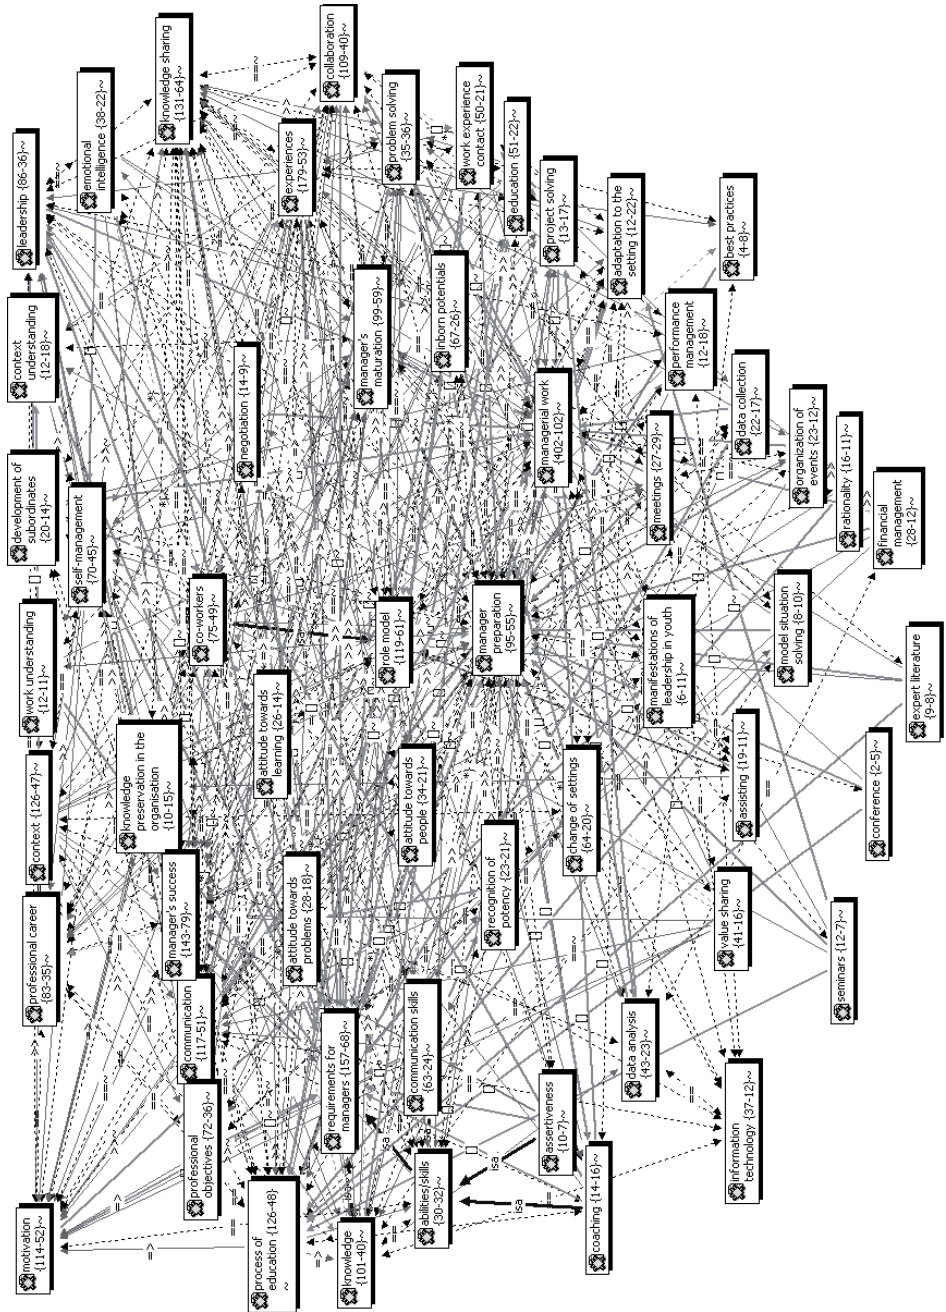 motivation
{114-52}~
professional career
{83-35}~
context {126-47}~
work understanding
{12-11}~
development of
subordinates
{20-14}~
context
understanding
{12-18}~
leadership {86-36}~
self-management
{70-45}~
emotional
intelligence {38-22}~
knowledge
preservation in the
organisation
{10-15}~
knowledge sharing
{131-64}~
professional
objectives {72-36}~
communication
{117-51}~
manager's success
{143-79}~
co-workers
{75-49}~
negotiation {14-9}~
process of
education {126-48}
~
attitude towards
problems {28-18}~
attitude towards
learning {26-14}~
experiences
{179-53}~
collaboration
{109-40}~
knowledge
{101-40}~
requirements for
managers {157-68}~
role model
{119-61}~
manager's
maturation {99-59}~
problem solving
{35-36}~
abilities/skills
{30-32}~
communication skills
{63-24}~
attitude towards
people {34-21}~
inborn potentials
{67-26}~
work experience
contact {50-21}~
recognition of
potency {23-21}~
manager
preparation
{95-55}~
managerial work
{402-102}~
education {51-22}~
assertiveness
{10-7}~
change of settings
{64-20}~
project solving
{13-17}~
coaching {14-16}~
data analysis
{43-23}~
manifestations of
leadership in youth
{6-11}~
meetings {27-29}~
performance
management
{12-18}~
adaptation to the
setting {12-22}~
information
technology {37-12}~
value sharing
{41-16}~
assisting {19-11}~
model situation
solving {8-10}~
data collection
{22-17}~
best practices
{4-8}~
organization of
events {23-12}~
rationality {16-11}~
seminars {12-7}~
conference {2-5}~
expert literature
{9-8}~
financial
management
{28-12}~
isa
isa
isa
isa